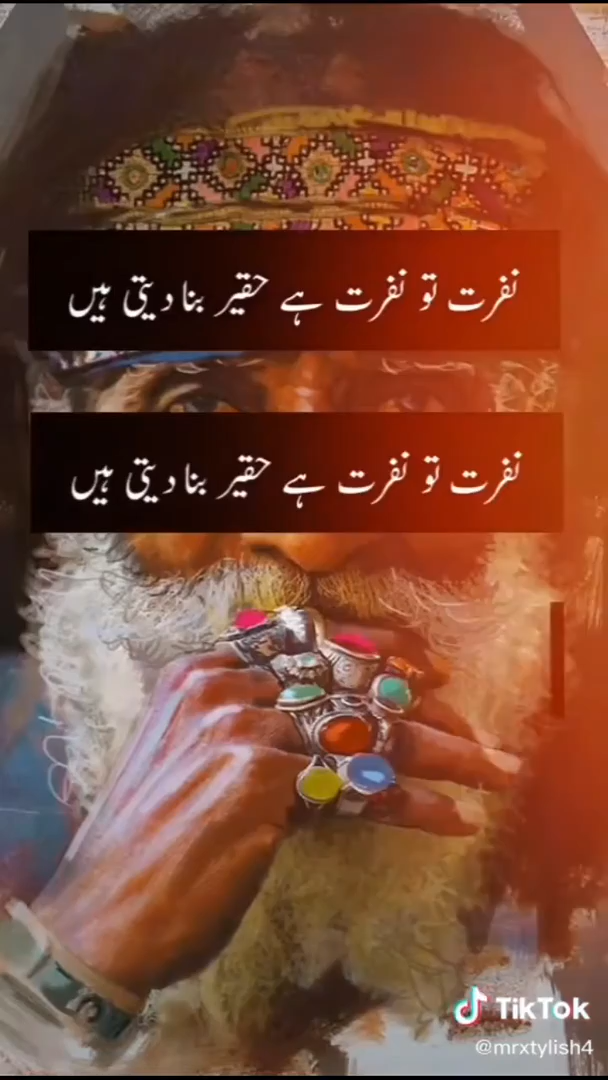 نفرت تو نفرت ہے حقیر بنا دیتی ہیں
نفرت تو نفرت ہے حقیر بنا دیتی ہیں
TikTok
@mrxtylish4